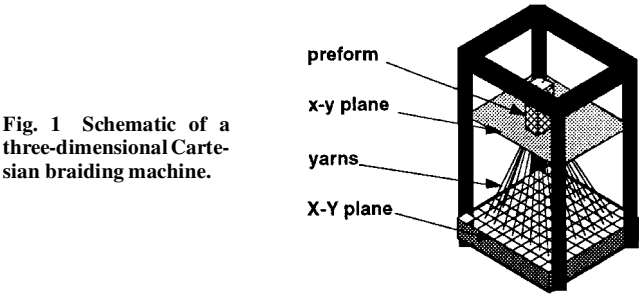 Fig. 1 Schematic of a
three-dimensional Carte-
sian braiding machine.
preform
x-y plane
yarns
X-Y plane